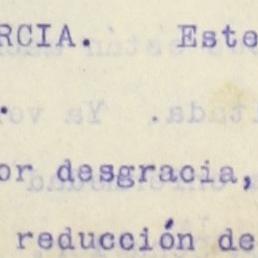 RCIA. Este
.
or desgracia,
reducción de